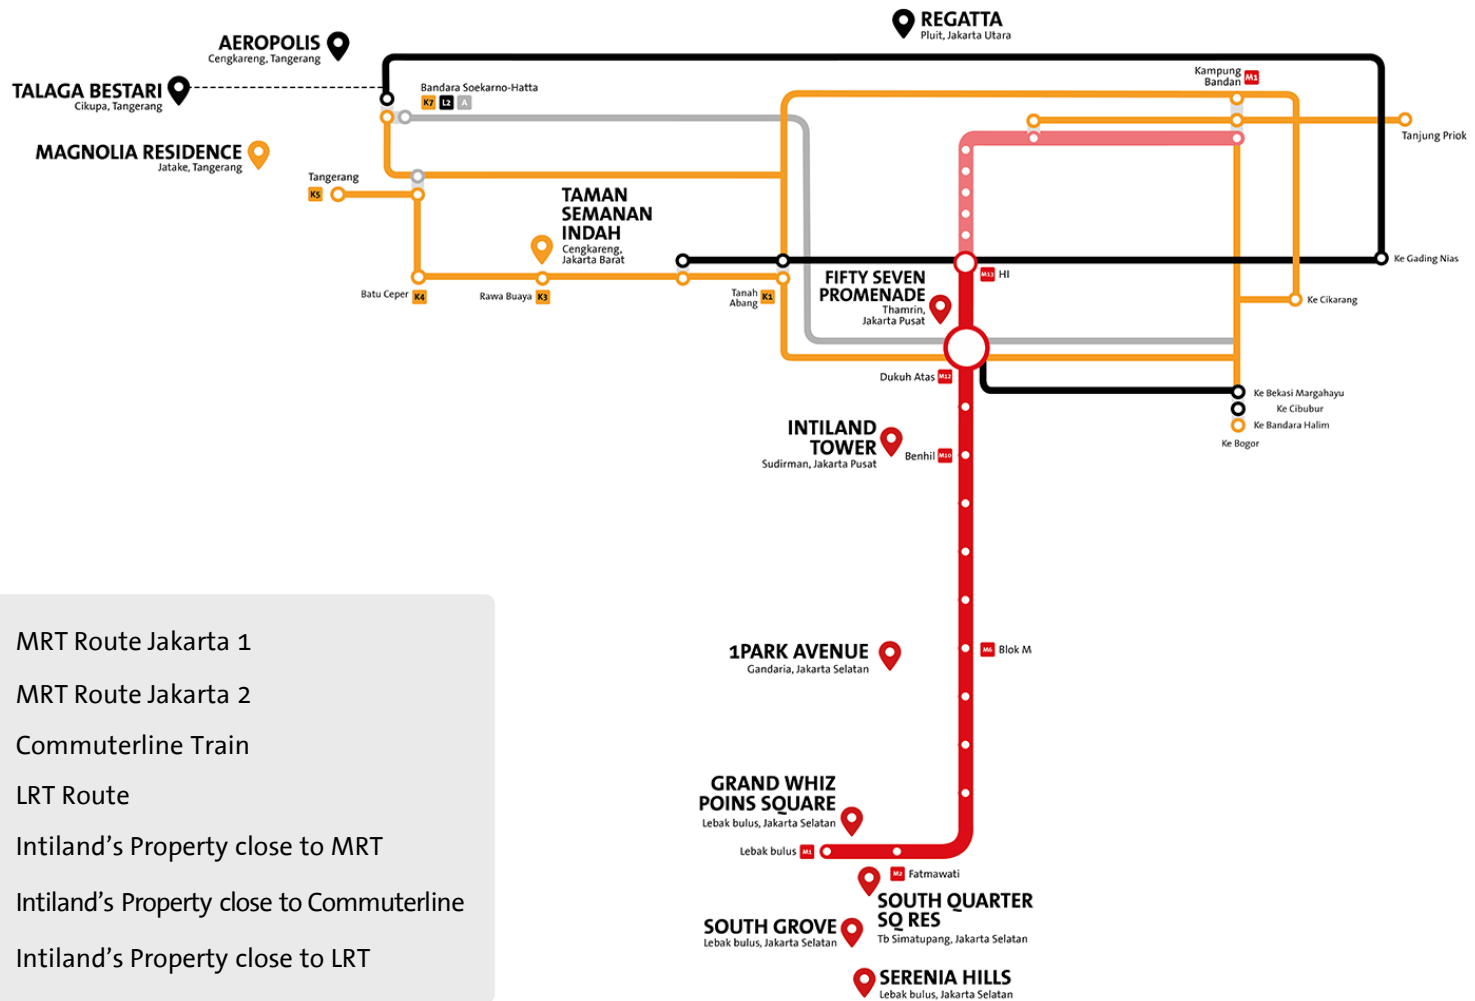 REGATTA
Pluit, Jakarta Utara
AEROPOLIS
Cengkareng, Tangerang
TALAGA BESTARI
Cikupa, Tangerang
Bandara Soekarno-Hatta
K7 L2 A
Kampung
Bandan
M1
Tanjung Priok
MAGNOLIA RESIDENCE
Jatake, Tangerang
Tangerang
K5
TAMAN
SEMANAN
INDAH
Cengkareng,
Jakarta Barat
Batu Ceper K4
Rawa Buaya K3
Tanah
Abang
K1
M13 HI
Ke Gading Nias
FIFTY SEVEN
PROMENADE
Thamrin,
Jakarta Pusat
Ke Cikarang
Dukuh Atas M12
Ke Bekasi Margahayu
Ke Cibubur
Ke Bandara Halim
Ke Bogor
INTILAND
TOWER
Sudirman, Jakarta Pusat
Benhil M10
1PARK AVENUE
Gandaria, Jakarta Selatan
M6 Blok M
GRAND WHIZ
POINS SQUARE
Lebak bulus, Jakarta Selatan
Lebak bulus M1
M2 Fatmawati
SOUTH QUARTER
SQ RES
Tb Simatupang, Jakarta Selatan
SOUTH GROVE
Lebak bulus, Jakarta Selatan
SERENIA HILLS
Lebak bulus, Jakarta Selatan
MRT Route Jakarta 1
MRT Route Jakarta 2
Commuterline Train
LRT Route
Intiland's Property close to MRT
Intiland's Property close to Commuterline
Intiland's Property close to LRT